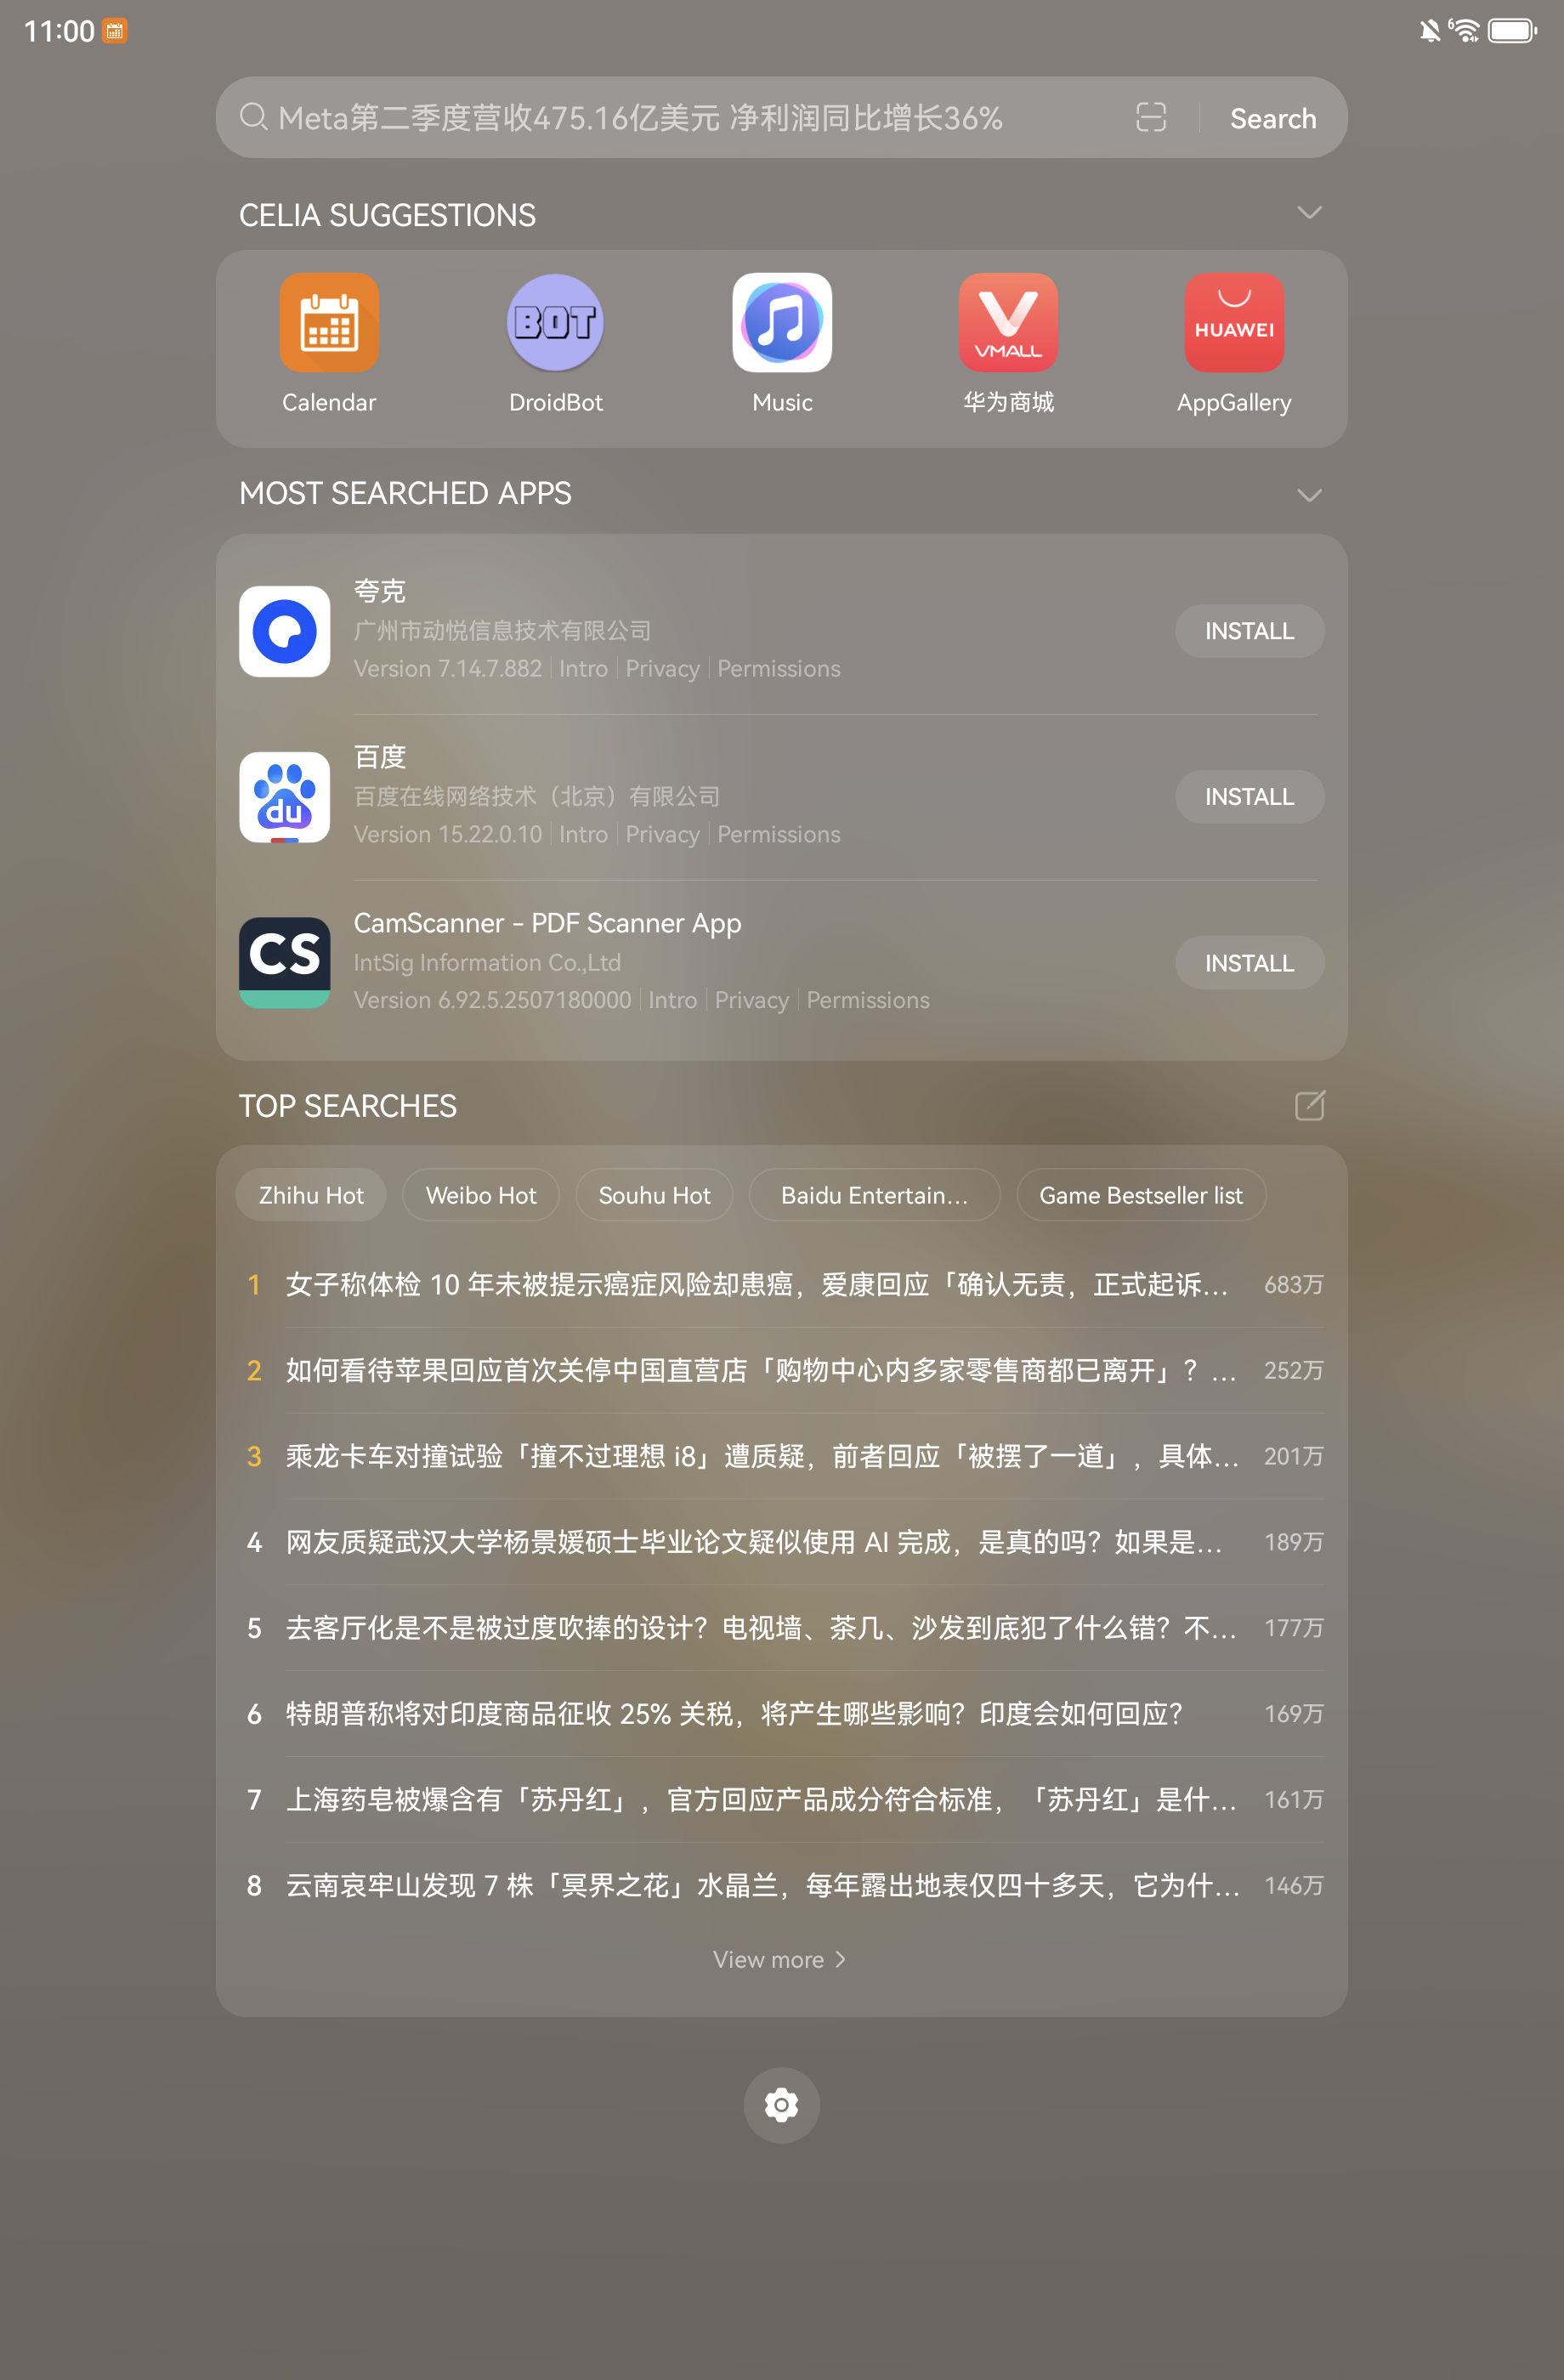 11:00
Meta第二季度营收475.16亿美元 净利润同比增长36%
Search
CELIA SUGGESTIONS
BOT
VMALL
HUAWEI
Calendar
DroidBot
Music
华为商城
AppGallery
MOST SEARCHED APPS
夸克
广州市动悦信息技术有限公司
Version 7.14.7.882 Intro Privacy Permissions
INSTALL
百度
du
百度在线网络技术（北京）有限公司
Version 15.22.0.10 Intro Privacy Permissions
INSTALL
CamScanner - PDF Scanner App
CS
IntSig Information Co.,Ltd
Version 6.92.5.2507180000 Intro Privacy Permissions
INSTALL
TOP SEARCHES
Zhihu Hot
Weibo Hot
Souhu Hot
Baidu Entertain...
Game Bestseller list
1 女子称体检 10 年未被提示癌症风险却患癌，爱康回应「确认无责，正式起诉... 683万
2 如何看待苹果回应首次关停中国直营店「购物中心内多家零售商都已离开」？... 252万
3 乘龙卡车对撞试验「撞不过理想 i8」遭质疑，前者回应「被摆了一道」，具体... 201万
4 网友质疑武汉大学杨景媛硕士毕业论文疑似使用 AI 完成，是真的吗？如果是... 189万
5 去客厅化是不是被过度吹捧的设计？电视墙、茶几、沙发到底犯了什么错？不... 177万
6 特朗普称将对印度商品征收 25% 关税，将产生哪些影响？印度会如何回应？ 169万
7 上海药皂被爆含有「苏丹红」，官方回应产品成分符合标准，「苏丹红」是什... 161万
8 云南哀牢山发现 7 株「冥界之花」水晶兰，每年露出地表仅四十多天，它为什... 146万
View more